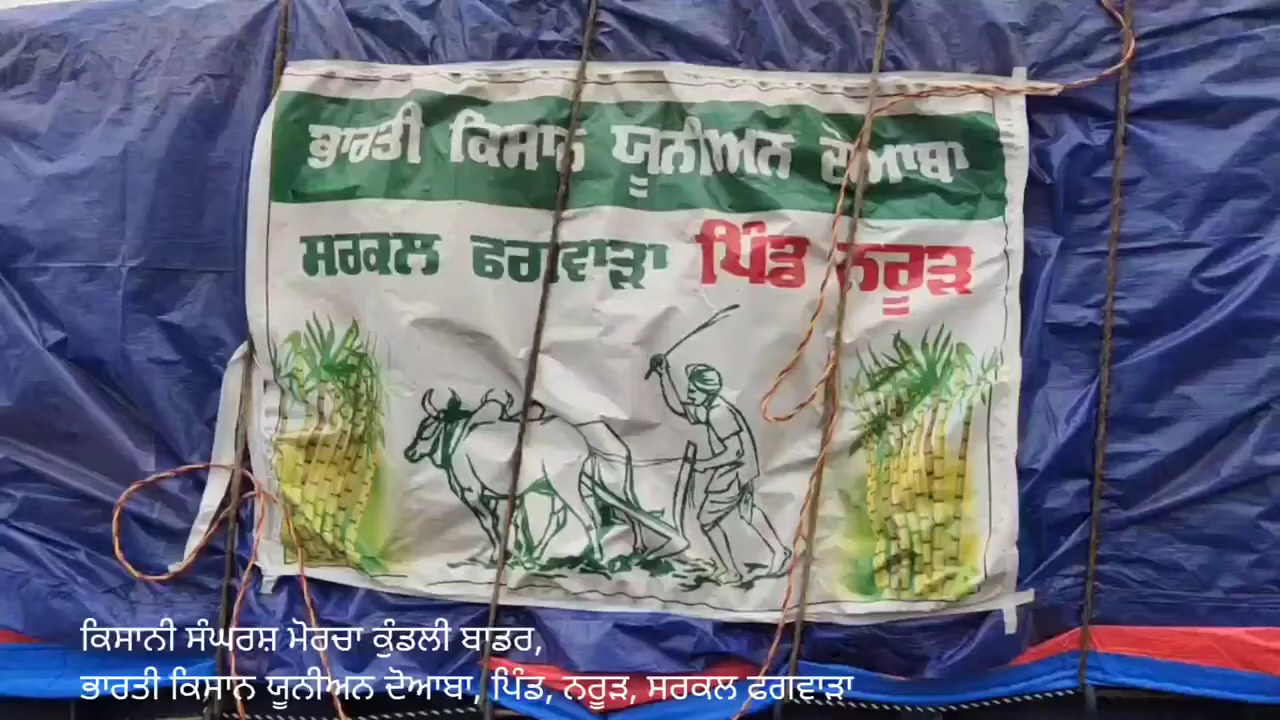 ਭਾਰਤੀ ਕਿਸਾਨ ਯੂਨੀਅਨ ਦੋਆਬਾ
ਸਰਕਲ ਫਗਵਾੜਾ ਪਿੰਡ ਨਰੂੜ
ਕਿਸਾਨੀ ਸੰਘਰਸ਼ ਮੋਰਚਾ ਕੁੰਡਲੀ ਬਾਡਰ,
ਭਾਰਤੀ ਕਿਸਾਨ ਯੂਨੀਅਨ ਦੋਆਬਾ, ਪਿੰਡ, ਨਰੂੜ, ਸਰਕਲ ਫਗਵਾੜਾ